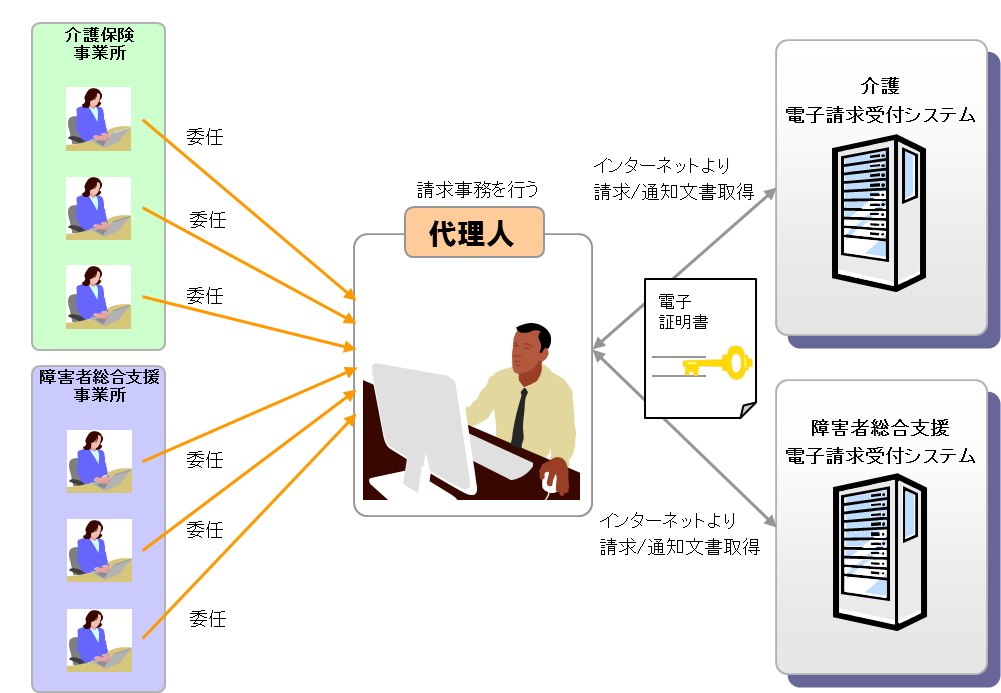 介護保険
事業所
委任
委任
委任
障害者総合支援
事業所
委任
委任
委任
請求事務を行う
代理人
インターネットより
請求/通知文書取得
電子
証明書
インターネットより
請求/通知文書取得
介護
電子請求受付システム
障害者総合支援
電子請求受付システム